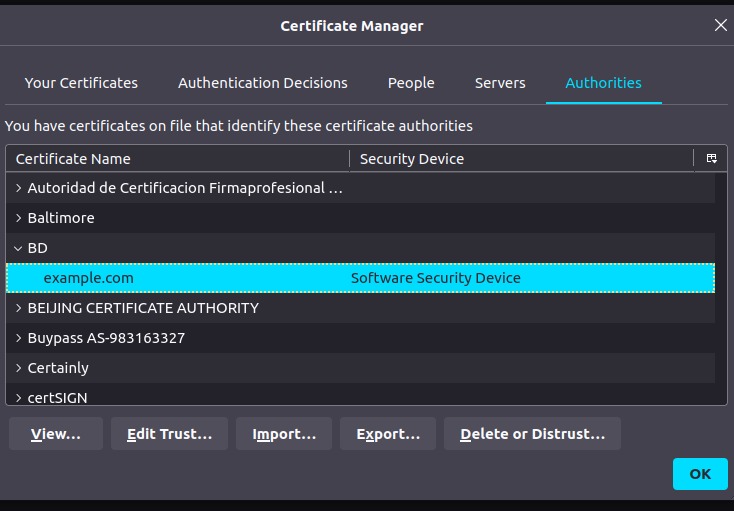 Certificate Manager
Your Certificates Authentication Decisions People Servers Authorities
You have certificates on file that identify these certificate authorities
Certificate Name Security Device
Autoridad de Certificacion Firmaprofesional …
Baltimore
BD
example.com Software Security Device
BEIJING CERTIFICATE AUTHORITY
Buypass AS-983163327
Certainly
certSIGN
View… Edit Trust… Import… Export… Delete or Distrust…
OK